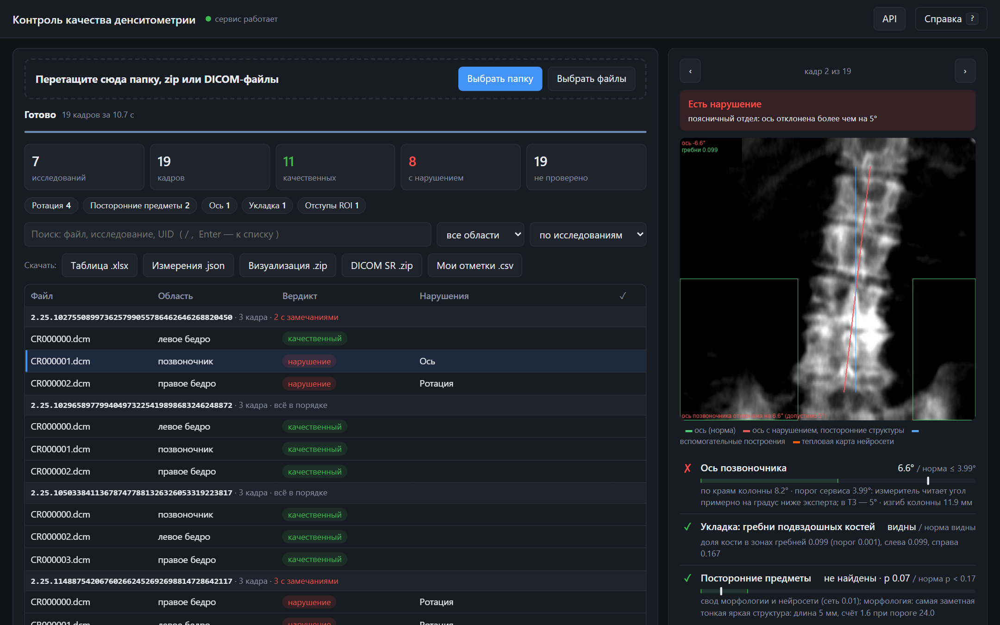 Контроль качества денситометрии
сервис работает
API
Справка ?
Перетащите сюда папку, zip или DICOM-файлы
Выбрать папку
Выбрать файлы
Готово 19 кадров за 10.7 с
7
исследований
19
кадров
11
качественных
8
с нарушением
19
не проверено
Ротация 4
Посторонние предметы 2
Ось 1
Укладка 1
Отступы ROI 1
Поиск: файл, исследование, UID ( / , Enter — к списку )
все области
по исследованиям
Скачать:
Таблица .xlsx
Измерения .json
Визуализация .zip
DICOM SR .zip
Мои отметки .csv
Файл Область Вердикт Нарушения ✓
2.25.102755089973625799055786462646268820450 · 3 кадра · 2 с замечаниями
CR000000.dcm левое бедро качественный
CR000001.dcm позвоночник нарушение Ось
CR000002.dcm правое бедро нарушение Ротация
2.25.102965897799404973225419898683246248872 · 3 кадра · всё в порядке
CR000000.dcm левое бедро качественный
CR000001.dcm позвоночник качественный
CR000002.dcm правое бедро качественный
2.25.105033841136787477881326326053319223817 · 3 кадра · всё в порядке
CR000000.dcm позвоночник качественный
CR000002.dcm левое бедро качественный
CR000003.dcm правое бедро качественный
2.25.114887542067602662452692698814728642117 · 3 кадра · 3 с замечаниями
CR000000.dcm правое бедро нарушение Ротация
CR000001.dcm левое бедро нарушение Ротация
‹
кадр 2 из 19
›
Есть нарушение
поясничный отдел: ось отклонена более чем на 5°
ось -6.6°
гребни 0.099
ось позвоночника отклонена на 6.6° (допустимо 5°)
ось (норма) ось с нарушением, посторонние структуры
вспомогательные построения тепловая карта нейросети
✗ Ось позвоночника 6.6° / норма ≤ 3.99°
по краям колонны 8.2° · порог сервиса 3.99°: измеритель читает угол
примерно на градус ниже эксперта; в ТЗ — 5° · изгиб колонны 11.9 мм
✓ Укладка: гребни подвздошных костей видны / норма видны
доля кости в зонах гребней 0.099 (порог 0.001), слева 0.099, справа
0.167
✓ Посторонние предметы не найдены · p 0.07 / норма p < 0.17
свод морфологии и нейросети (сеть 0.01); морфология: самая заметная
тонкая яркая структура: длина 5 мм, счёт 1.6 при пороге 24.0